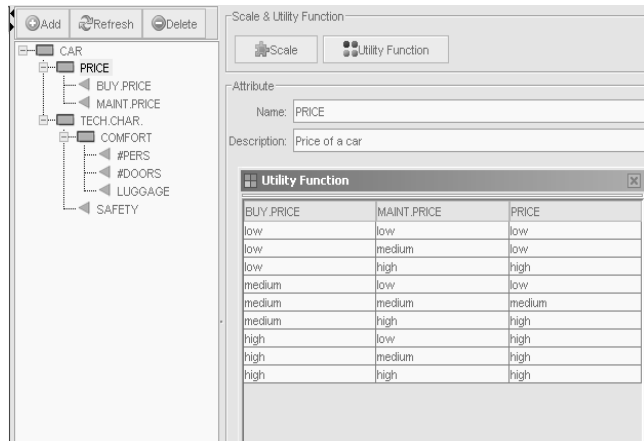 Add Refresh Delete
CAR
PRICE
BUY.PRICE
MAINT.PRICE
TECH.CHAR.
COMFORT
#PERS
#DOORS
LUGGAGE
SAFETY
Scale & Utility Function
Scale Utility Function
Attribute
Name: PRICE
Description: Price of a car
Utility Function
BUY.PRICE MAINT.PRICE PRICE
low low low
low medium low
low high high
medium low low
medium medium medium
medium high high
high low high
high medium high
high high high